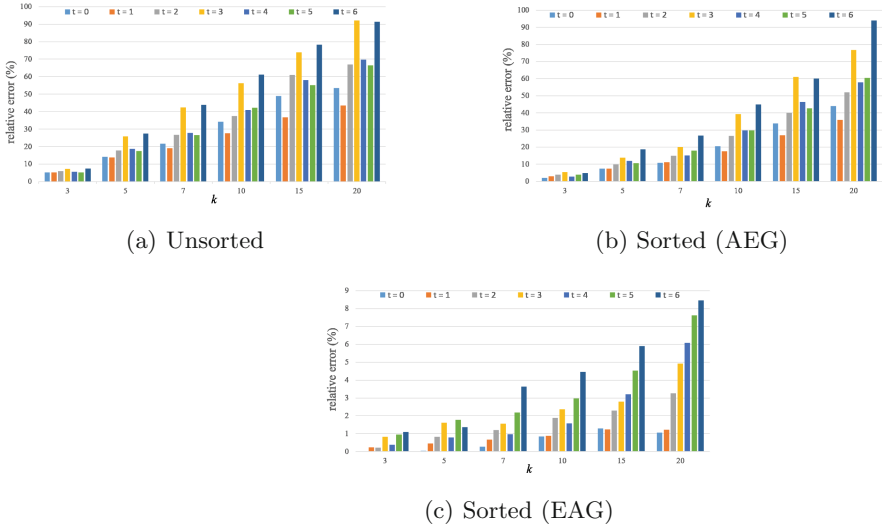 t = 0 t = 1 t = 2 t = 3 t = 4 t = 5 t = 6
100
90
80
70
60
50
40
30
20
10
0
relative error (%)
3 5 7 10 15 20
k
(a) Unsorted
t = 0 t = 1 t = 2 t = 3 t = 4 t = 5 t = 6
100
90
80
70
60
50
40
30
20
10
0
relative error (%)
3 5 7 10 15 20
k
(b) Sorted (AEG)
t = 0 t = 1 t = 2 t = 3 t = 4 t = 5 t = 6
9
8
7
6
5
4
3
2
1
0
relative error (%)
3 5 7 10 15 20
k
(c) Sorted (EAG)